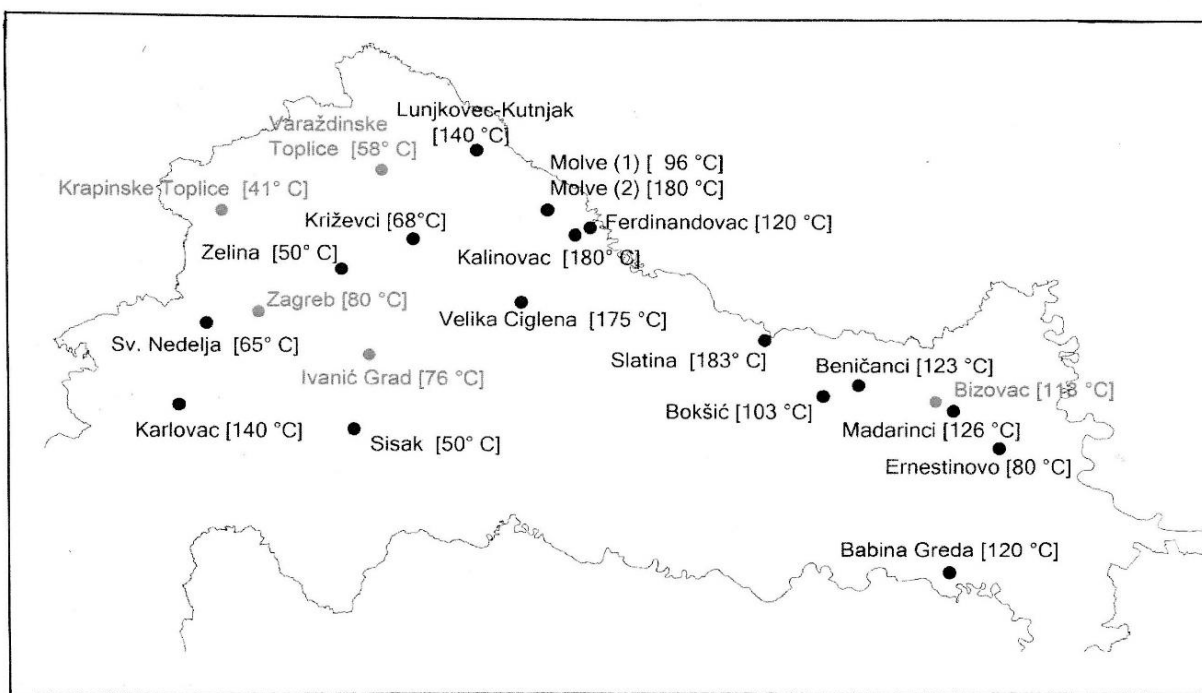 Lunjkovec-Kutnjak
[140 °C]
Varaždinske
Toplice [58° C]
Molve (1) [ 96 °C]
Molve (2) [180 °C]
Krapinske Toplice [41° C]
Križevci [68°C]
Ferdinandovac [120 °C]
Zelina [50° C]
Kalinovac [180° C]
Zagreb [80 °C]
Velika Ciglena [175 °C]
Sv. Nedelja [65° C]
Slatina [183° C]
Ivanić Grad [76 °C]
Beničanci [123 °C]
Bizovac [118 °C]
Bokšić [103 °C]
Karlovac [140 °C]
Madarinci [126 °C]
Sisak [50° C]
Ernestinovo [80 °C]
Babina Greda [120 °C]